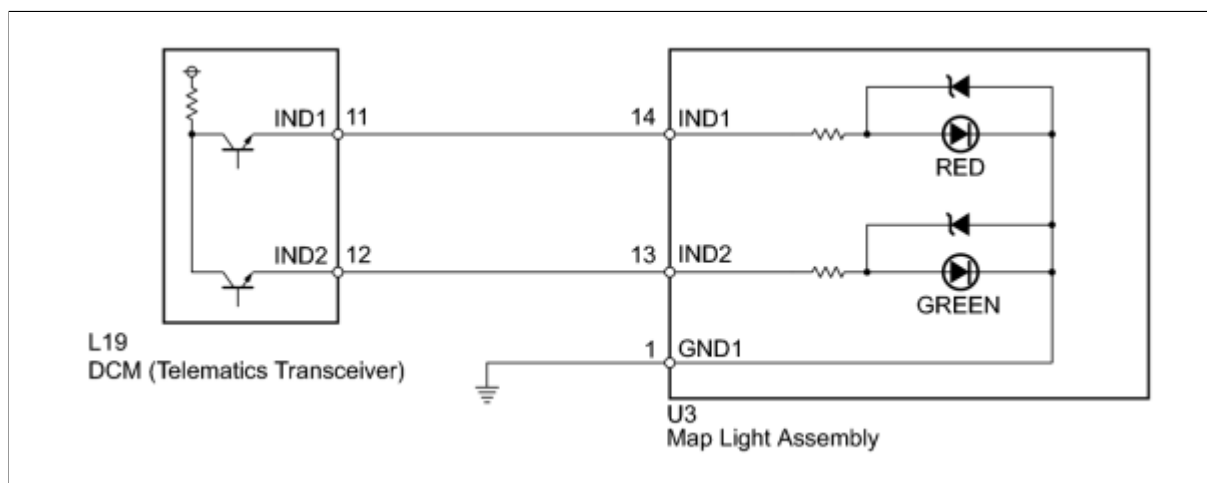 IND1 11
14 IND1
RED
IND2 12
13 IND2
GREEN
1 GND1
L19
DCM (Telematics Transceiver)
U3
Map Light Assembly